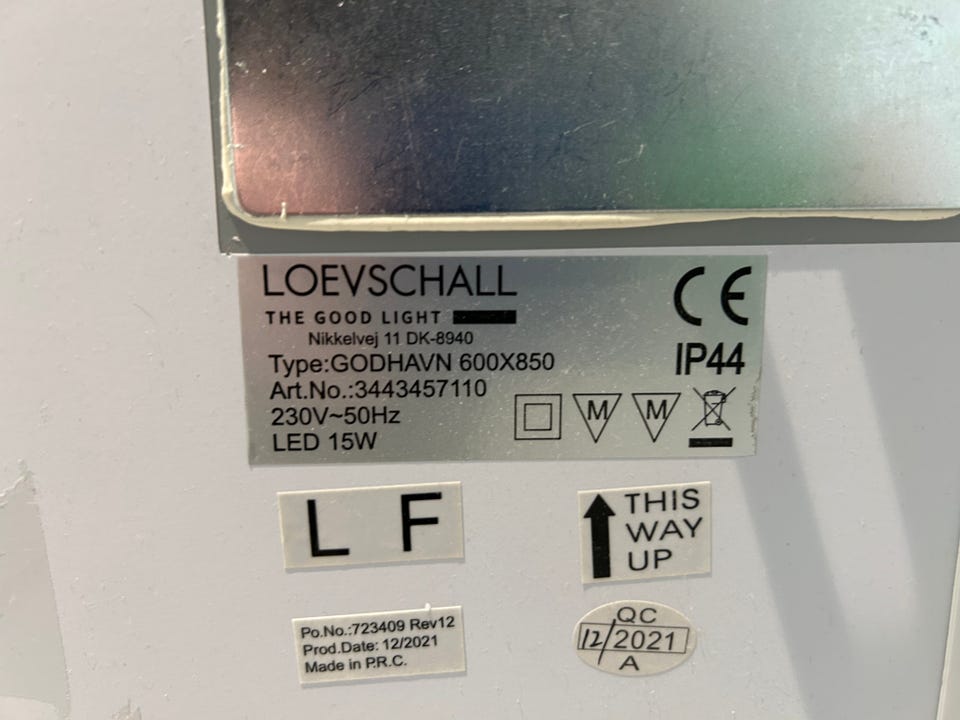 LOEVSCHALL
THE GOOD LIGHT
Nikkelvej 11 DK-8940
Type:GODHAVN 600X850
Art.No.:3443457110
230V~50Hz
LED 15W
CE
IP44
M M
L F
THIS
WAY
UP
Po.No.:723409 Rev12
Prod.Date: 12/2021
Made in P.R.C.
QC
12/2021
A